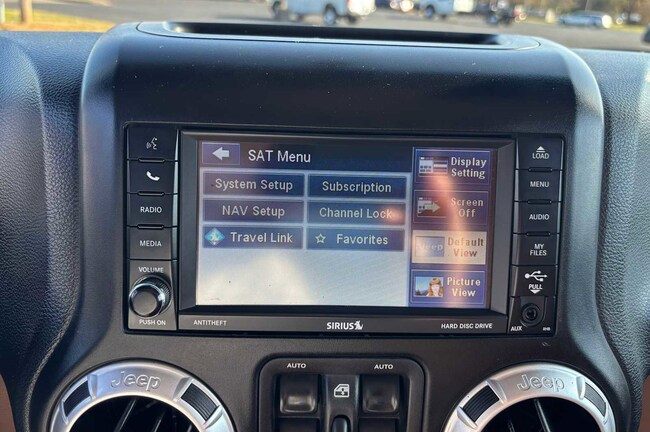 SAT Menu
System Setup
Subscription
NAV Setup
Channel Lock
Travel Link
Favorites
Display
Setting
Screen
Off
Jeep
Default
View
Picture
View
RADIO
MEDIA
VOLUME
PUSH ON
LOAD
MENU
AUDIO
MY
FILES
PULL
AUX
ANTITHEFT
SIRIUS
HARD DISC DRIVE
AUTO
AUTO
Jeep
Jeep